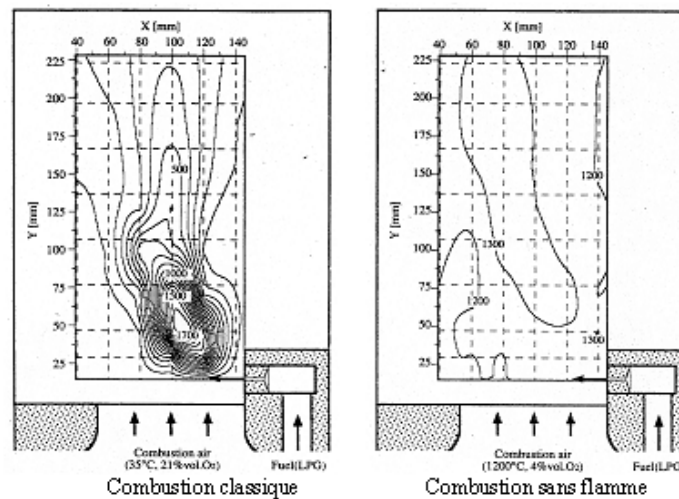 X [mm]
40 60 80 100 120 140
225
200
175
150
125
100
75
50
25
Y [mm]
500
1000
1500
1700
Combustion air
(35°C, 21%vol.O₂)
Fuel(LPG)
Combustion classique
X [mm]
40 60 80 100 120 140
225
200
175
150
125
100
75
50
25
Y [mm]
1200
1300
1200
1300
Combustion air
(1200°C, 4%vol.O₂)
Fuel(LPG)
Combustion sans flamme